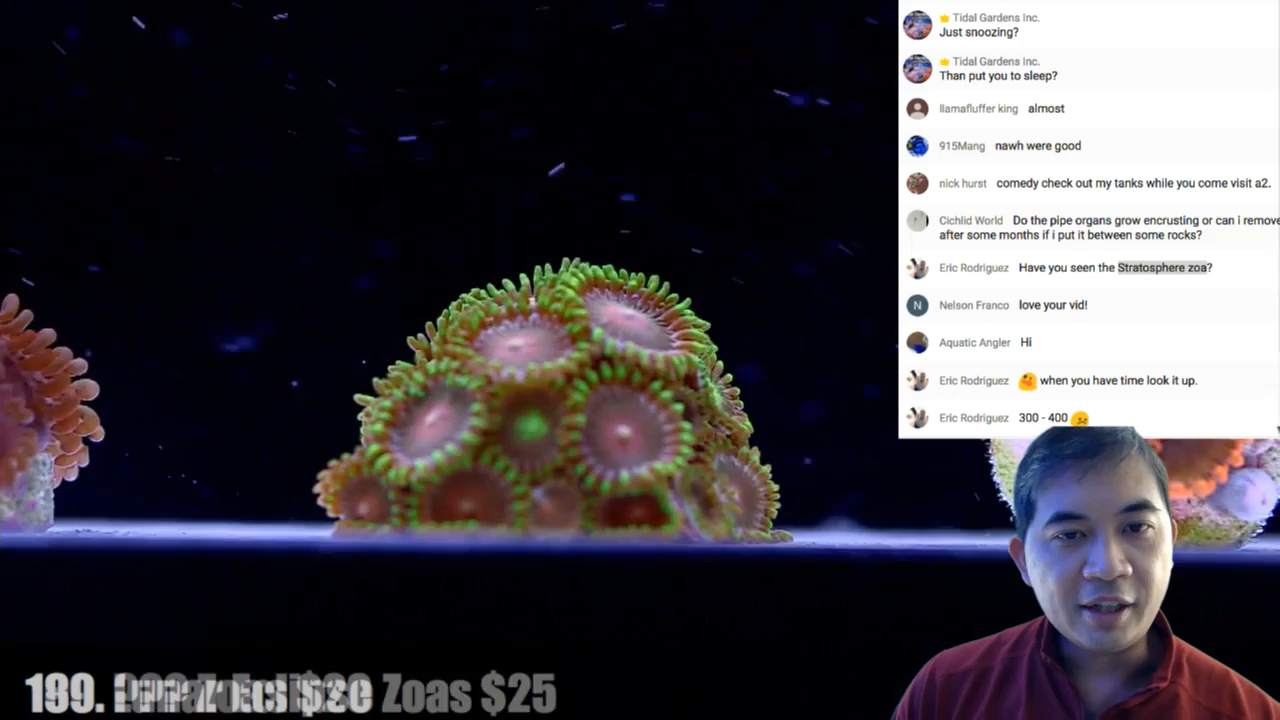 Tidal Gardens Inc.
Just snoozing?
Tidal Gardens Inc.
Than put you to sleep?
llamafluffer king almost
915Mang nawh were good
nick hurst comedy check out my tanks while you come visit a2.
Cichlid World Do the pipe organs grow encrusting or can i remove
after some months if i put it between some rocks?
Eric Rodriguez Have you seen the Stratosphere zoa?
N
Nelson Franco love your vid!
Aquatic Angler Hi
Eric Rodriguez when you have time look it up.
Eric Rodriguez 300 - 400
Zoas $25